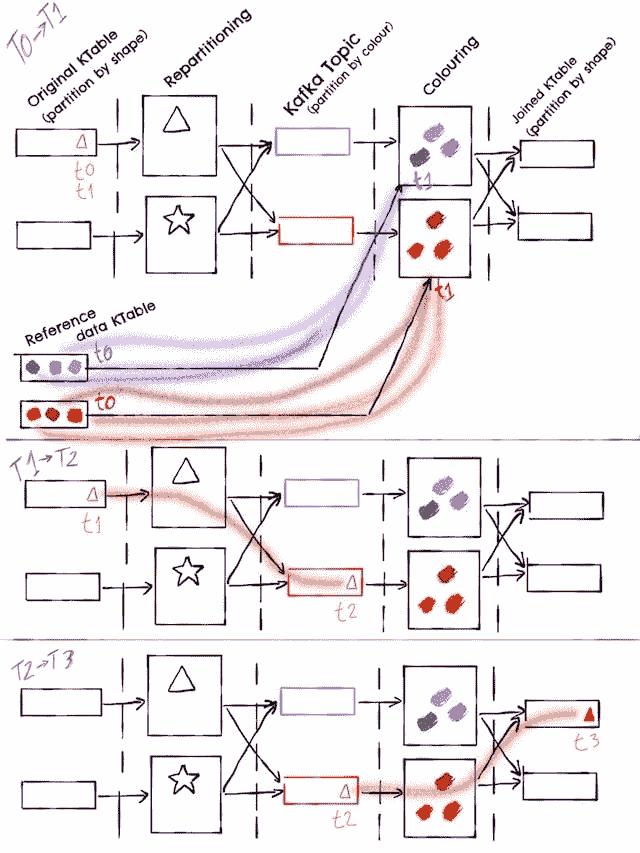 T0→T1
Original KTable
(partition by shape)
Repartitioning
Kafka Topic
(partition by colour)
Colouring
Joined KTable
(partition by shape)
t0
t1
t1
t1
Reference
data KTable
t0
t0
T1→T2
t1
t2
T2→T3
t2
t3